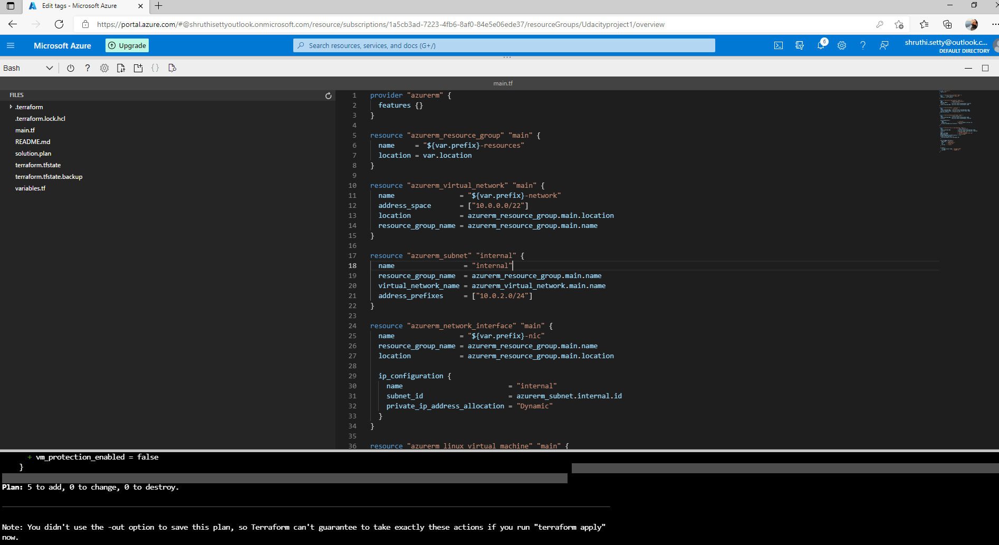 Edit tags - Microsoft Azure
https://portal.azure.com/#@shruthisettyoutlook.onmicrosoft.com/resource/subscriptions/1a5cb3ad-7223-4fb6-8af0-84e5e06ede37/resourceGroups/Udacityproject1/overview
Microsoft Azure
Upgrade
Search resources, services, and docs (G+/)
6
shruthi.setty@outlook.c...
DEFAULT DIRECTORY
Bash
main.tf
FILES
.terraform
.terraform.lock.hcl
main.tf
README.md
solution.plan
terraform.tfstate
terraform.tfstate.backup
variables.tf
1 provider "azurerm" {
2 features {}
3 }
4
5 resource "azurerm_resource_group" "main" {
6 name     = "${var.prefix}-resources"
7 location = var.location
8 }
9
10 resource "azurerm_virtual_network" "main" {
11 name                = "${var.prefix}-network"
12 address_space       = ["10.0.0.0/22"]
13 location            = azurerm_resource_group.main.location
14 resource_group_name = azurerm_resource_group.main.name
15 }
16
17 resource "azurerm_subnet" "internal" {
18 name                 = "internal"
19 resource_group_name  = azurerm_resource_group.main.name
20 virtual_network_name = azurerm_virtual_network.main.name
21 address_prefixes     = ["10.0.2.0/24"]
22 }
23
24 resource "azurerm_network_interface" "main" {
25 name                = "${var.prefix}-nic"
26 resource_group_name = azurerm_resource_group.main.name
27 location            = azurerm_resource_group.main.location
28
29 ip_configuration {
30 name                          = "internal"
31 subnet_id                     = azurerm_subnet.internal.id
32 private_ip_address_allocation = "Dynamic"
33 }
34 }
35
36 resource "azurerm_linux_virtual_machine" "main" {
+ vm_protection_enabled = false
}
Plan: 5 to add, 0 to change, 0 to destroy.
Note: You didn't use the -out option to save this plan, so Terraform can't guarantee to take exactly these actions if you run "terraform apply"
now.